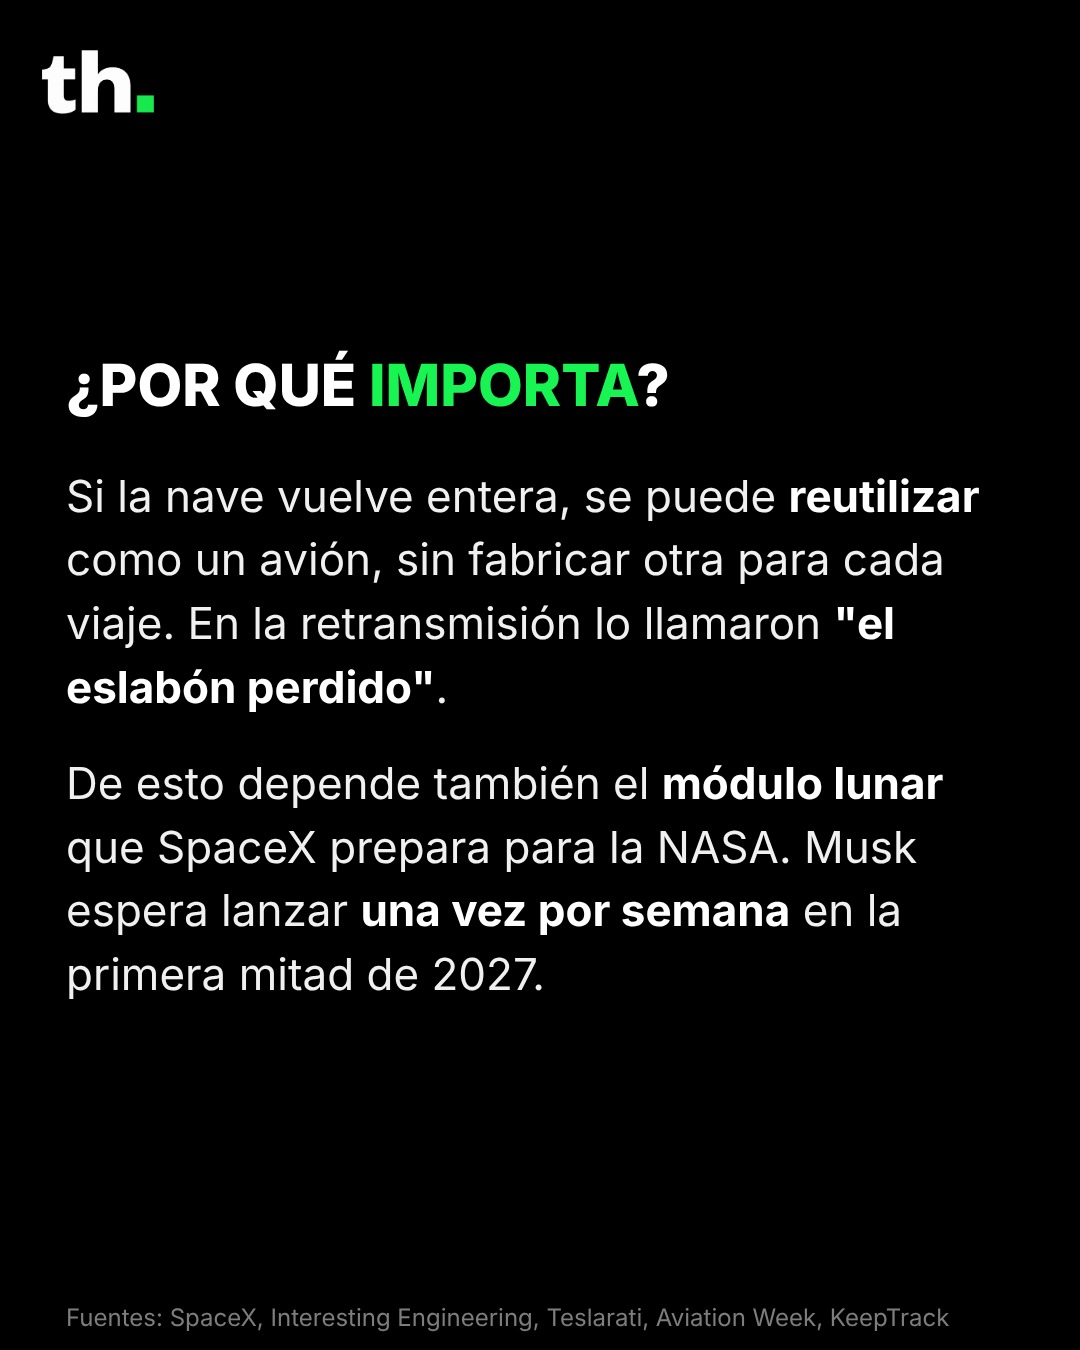 th.
¿POR QUÉ IMPORTA?
Si la nave vuelve entera, se puede reutilizar
como un avión, sin fabricar otra para cada
viaje. En la retransmisión lo llamaron "el
eslabón perdido".
De esto depende también el módulo lunar
que SpaceX prepara para la NASA. Musk
espera lanzar una vez por semana en la
primera mitad de 2027.
Fuentes: SpaceX, Interesting Engineering, Teslarati, Aviation Week, KeepTrack